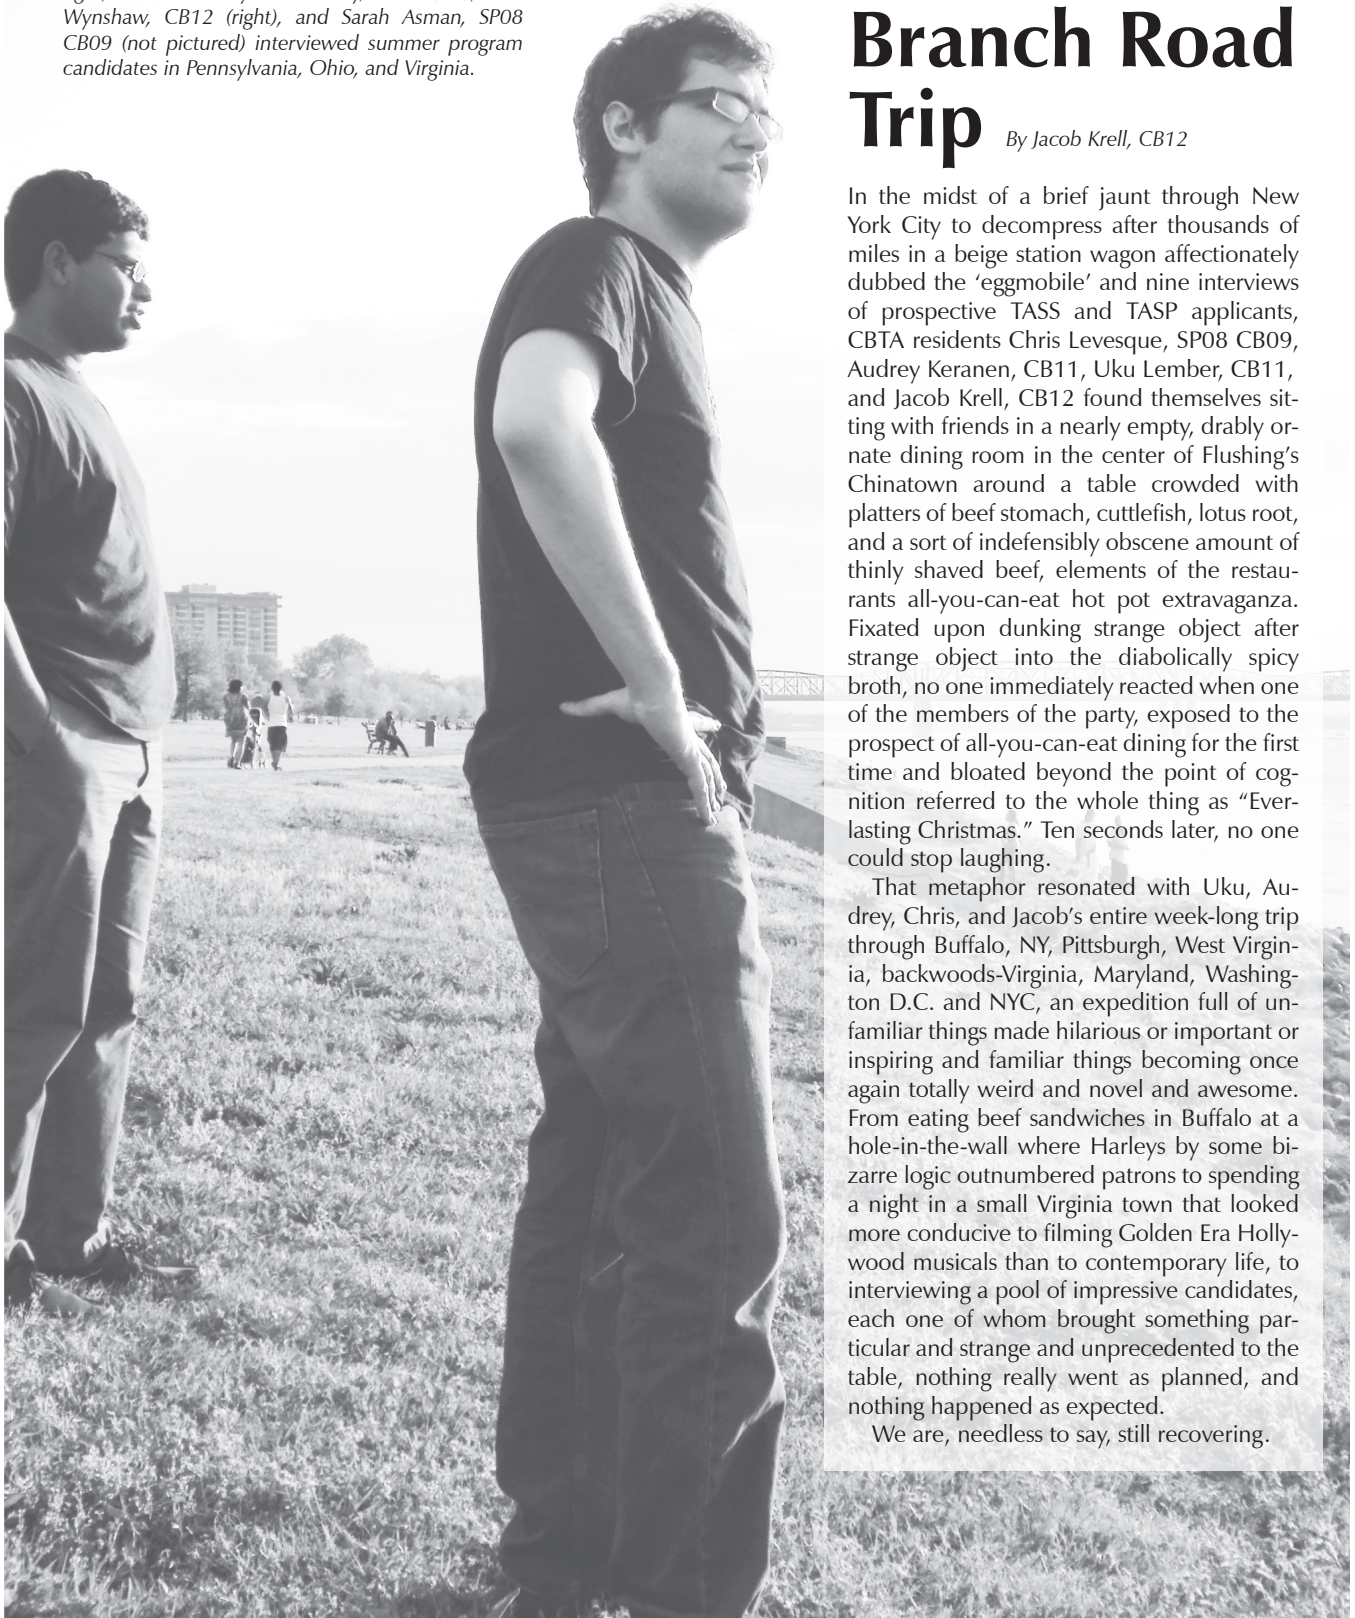 Wynshaw, CB12 (right), and Sarah Asman, SP08
CB09 (not pictured) interviewed summer program
candidates in Pennsylvania, Ohio, and Virginia.
Branch Road
Trip By Jacob Krell, CB12
In the midst of a brief jaunt through New
York City to decompress after thousands of
miles in a beige station wagon affectionately
dubbed the ‘eggmobile’ and nine interviews
of prospective TASS and TASP applicants,
CBTA residents Chris Levesque, SP08 CB09,
Audrey Keranen, CB11, Uku Lember, CB11,
and Jacob Krell, CB12 found themselves sit-
ting with friends in a nearly empty, drably or-
nate dining room in the center of Flushing’s
Chinatown around a table crowded with
platters of beef stomach, cuttlefish, lotus root,
and a sort of indefensibly obscene amount of
thinly shaved beef, elements of the restau-
rants all-you-can-eat hot pot extravaganza.
Fixated upon dunking strange object after
strange object into the diabolically spicy
broth, no one immediately reacted when one
of the members of the party, exposed to the
prospect of all-you-can-eat dining for the first
time and bloated beyond the point of cog-
nition referred to the whole thing as “Ever-
lasting Christmas.” Ten seconds later, no one
could stop laughing.
That metaphor resonated with Uku, Au-
drey, Chris, and Jacob’s entire week-long trip
through Buffalo, NY, Pittsburgh, West Virgin-
ia, backwoods-Virginia, Maryland, Washing-
ton D.C. and NYC, an expedition full of un-
familiar things made hilarious or important or
inspiring and familiar things becoming once
again totally weird and novel and awesome.
From eating beef sandwiches in Buffalo at a
hole-in-the-wall where Harleys by some bi-
zarre logic outnumbered patrons to spending
a night in a small Virginia town that looked
more conducive to filming Golden Era Holly-
wood musicals than to contemporary life, to
interviewing a pool of impressive candidates,
each one of whom brought something par-
ticular and strange and unprecedented to the
table, nothing really went as planned, and
nothing happened as expected.
We are, needless to say, still recovering.